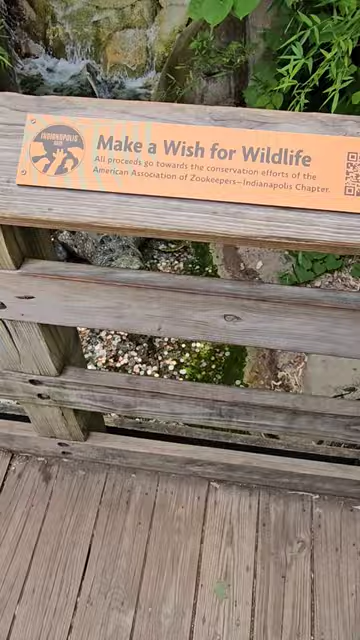 INDIANAPOLIS
ZOO
Make a Wish for Wildlife
All proceeds go towards the conservation efforts of the
American Association of Zookeepers–Indianapolis Chapter.